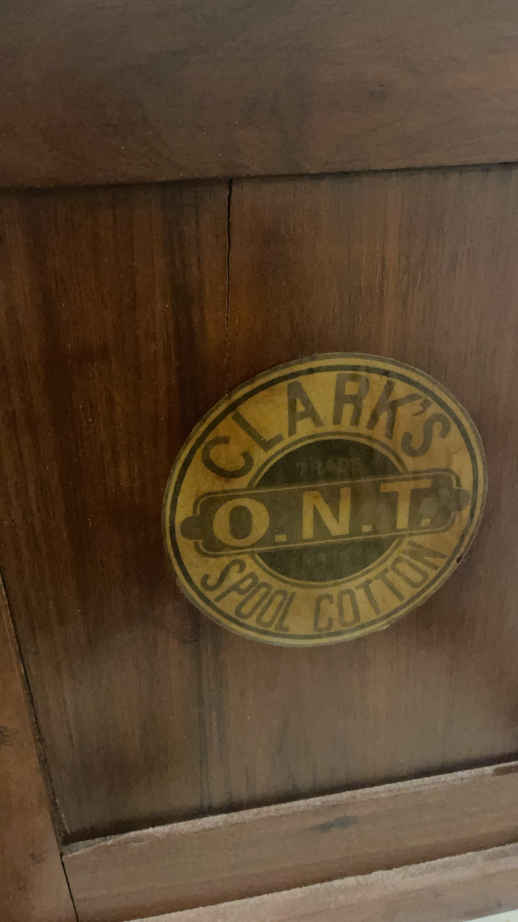 CLARK'S
TRADE
O.N.T.
MARK
SPOOL COTTON